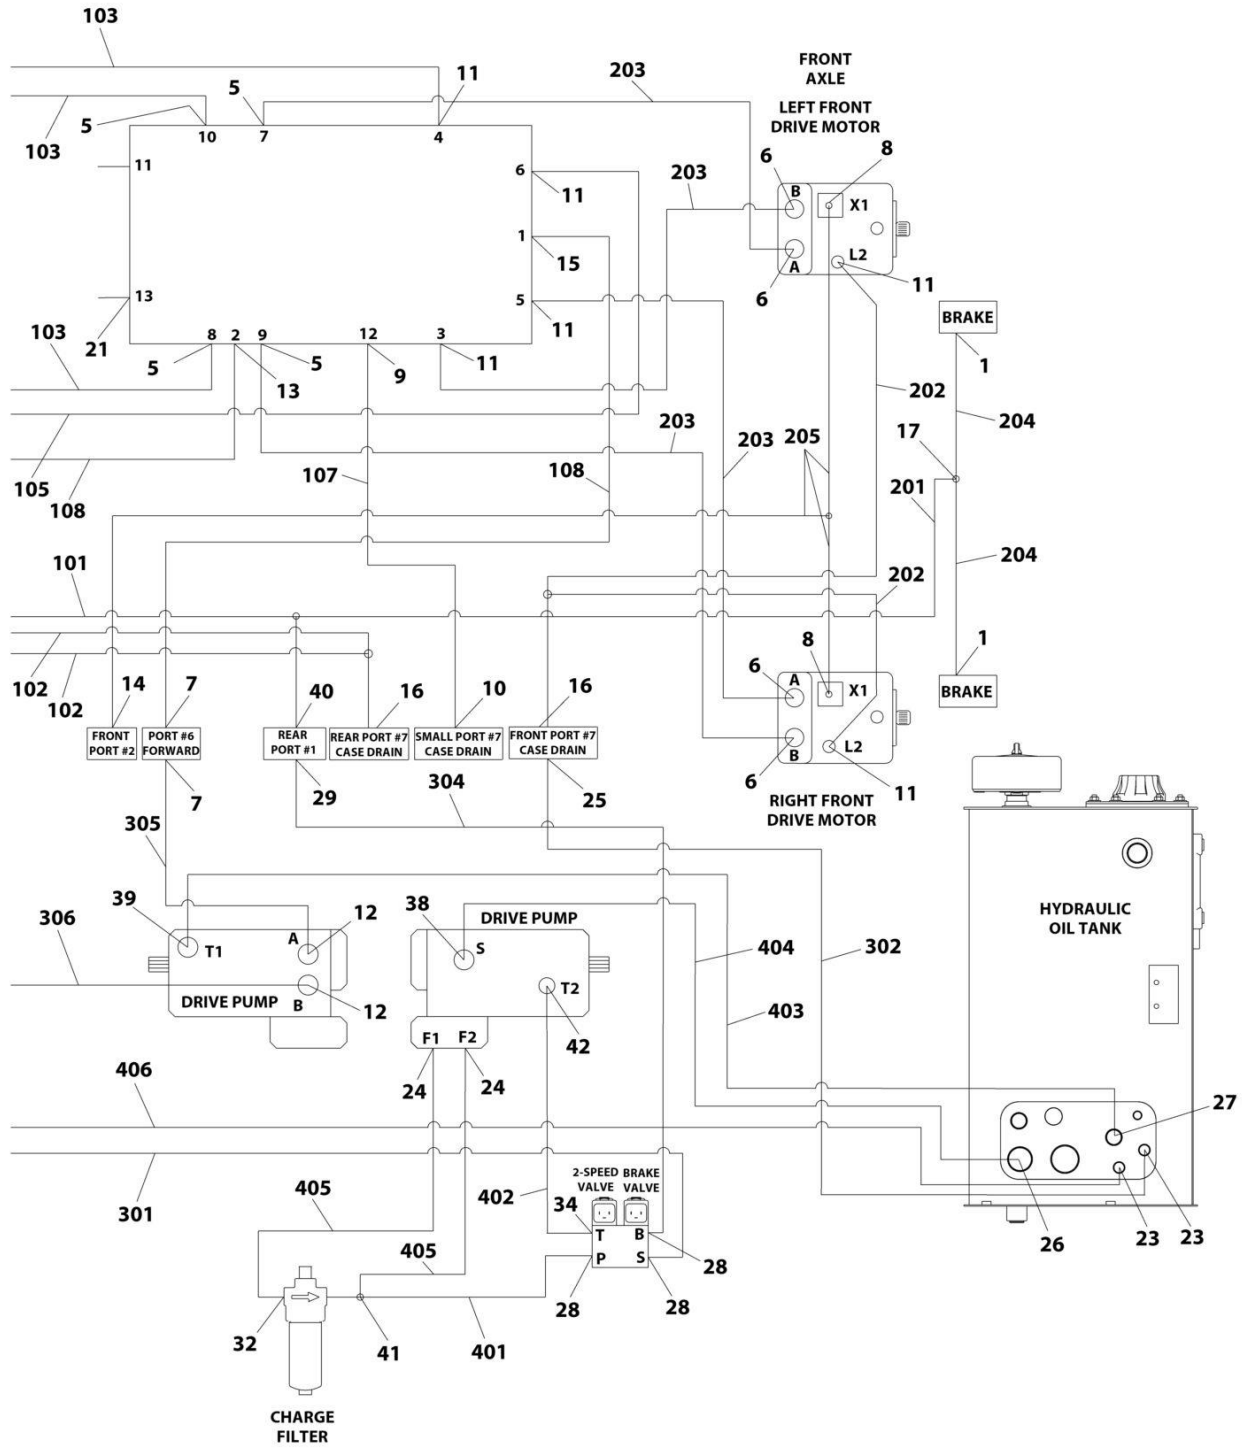 103
11
203
FRONT
AXLE
5
LEFT FRONT
DRIVE MOTOR
5
103
10
7
4
8
6
11
6
11
203
B
X1
1
15
A
L2
6
11
13
5
11
BRAKE
103
21
8
2
9
12
3
5
13
5
9
11
1
202
204
203
203
205
17
105
107
108
201
108
101
202
204
8
1
102
102
14
7
40
16
10
16
6
A
X1
BRAKE
FRONT
PORT #2
PORT #6
FORWARD
REAR
PORT #1
REAR PORT #7
CASE DRAIN
SMALL PORT #7
CASE DRAIN
FRONT PORT #7
CASE DRAIN
B
L2
6
11
7
29
304
25
RIGHT FRONT
DRIVE MOTOR
305
39
12
38
DRIVE PUMP
HYDRAULIC
OIL TANK
306
T1
A
S
404
302
DRIVE PUMP
B
12
T2
403
F1
F2
42
24
24
406
27
301
405
402
2-SPEED
VALVE
BRAKE
VALVE
34
T
B
26
23
23
405
P
S
28
28
28
32
41
401
CHARGE
FILTER